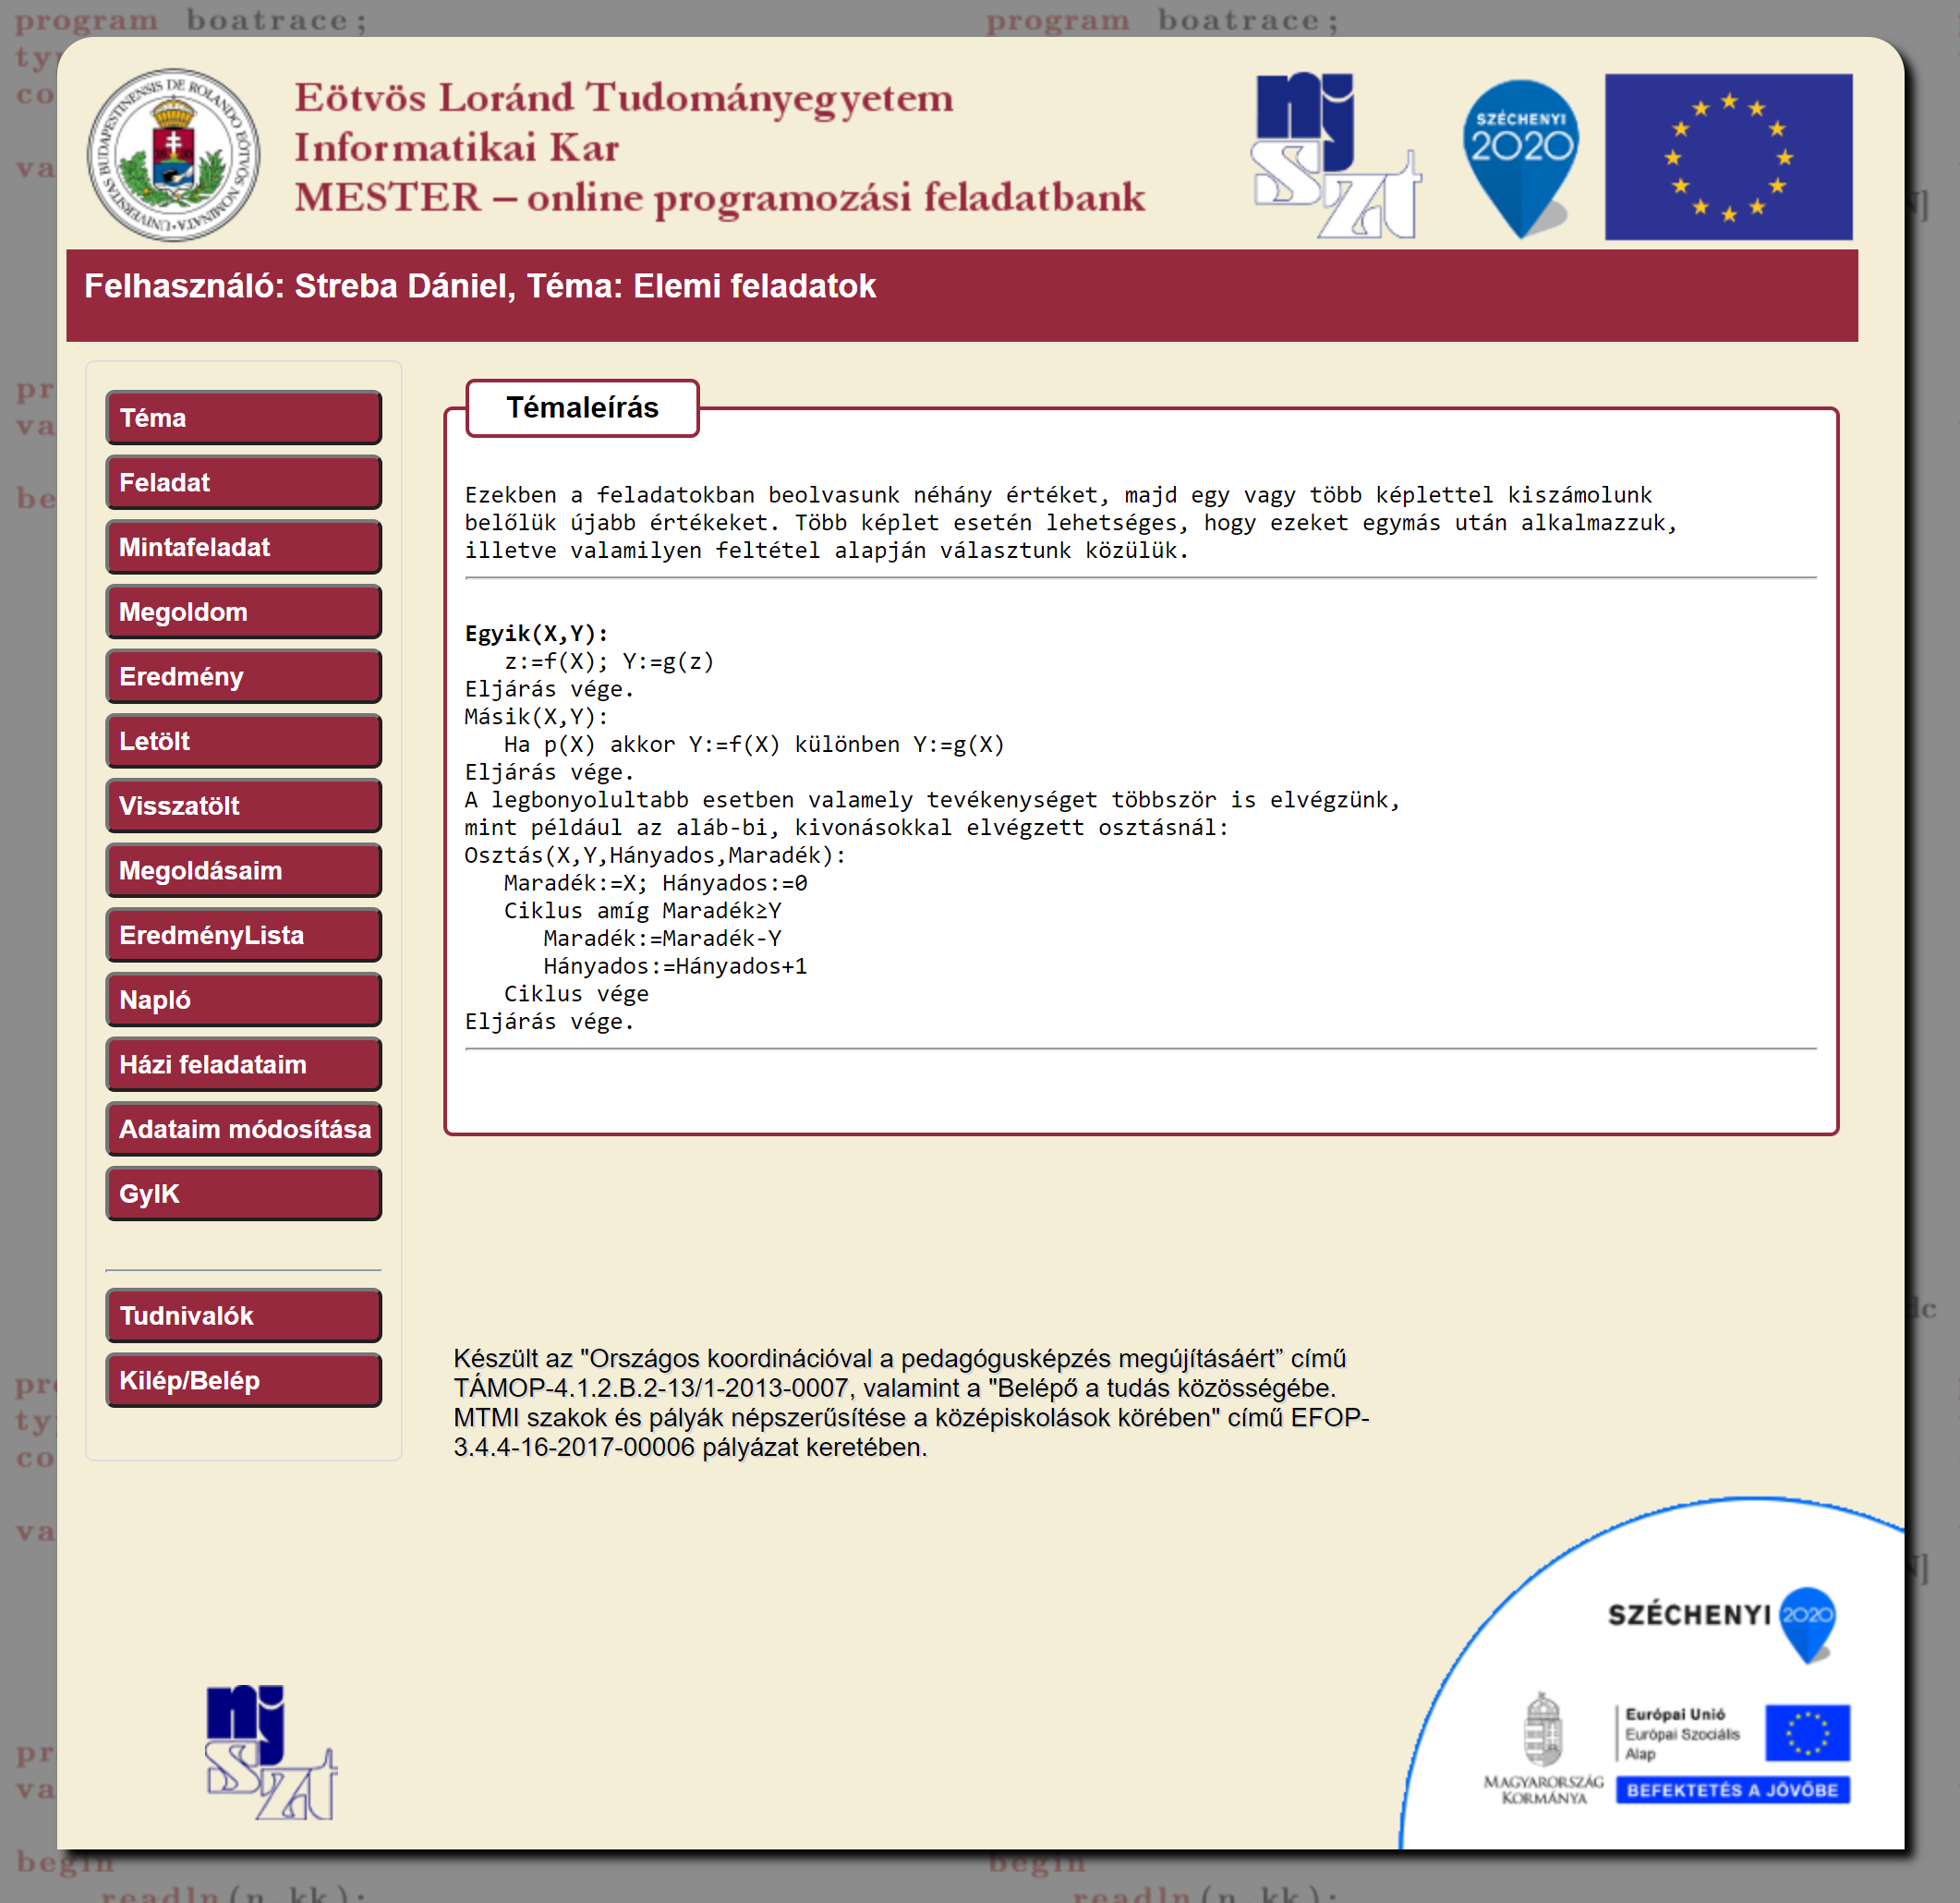 program boatrace;
program boatrace;
Eötvös Loránd Tudományegyetem
Informatikai Kar
MESTER – online programozási feladatbank
nj
Szt
SZÉCHENYI
2020
Felhasználó: Streba Dániel, Téma: Elemi feladatok
Téma
Feladat
Mintafeladat
Megoldom
Eredmény
Letölt
Visszatölt
Megoldásaim
EredményLista
Napló
Házi feladataim
Adataim módosítása
GyIK
Tudnivalók
Kilép/Belép
Témaleírás
Ezekben a feladatokban beolvasunk néhány értéket, majd egy vagy több képlettel kiszámolunk
belőlük újabb értékeket. Több képlet esetén lehetséges, hogy ezeket egymás után alkalmazzuk,
illetve valamilyen feltétel alapján választunk közülük.
Egyik(X,Y):
z:=f(X); Y:=g(z)
Eljárás vége.
Másik(X,Y):
Ha p(X) akkor Y:=f(X) különben Y:=g(X)
Eljárás vége.
A legbonyolultabb esetben valamely tevékenységet többször is elvégzünk,
mint például az aláb-bi, kivonásokkal elvégzett osztásnál:
Osztás(X,Y,Hányados,Maradék):
Maradék:=X; Hányados:=0
Ciklus amíg Maradék≥Y
Maradék:=Maradék-Y
Hányados:=Hányados+1
Ciklus vége
Eljárás vége.
Készült az "Országos koordinációval a pedagógusképzés megújításáért” című
TÁMOP-4.1.2.B.2-13/1-2013-0007, valamint a "Belépő a tudás közösségébe.
MTMI szakok és pályák népszerűsítése a középiskolások körében" című EFOP-
3.4.4-16-2017-00006 pályázat keretében.
SZÉCHENYI 2020
Európai Unió
Európai Szociális
Alap
MAGYARORSZÁG
KORMÁNYA
BEFEKTETÉS A JÖVŐBE
nj
Szt
begin
begin
readln(n, kk);
readln(n, kk);